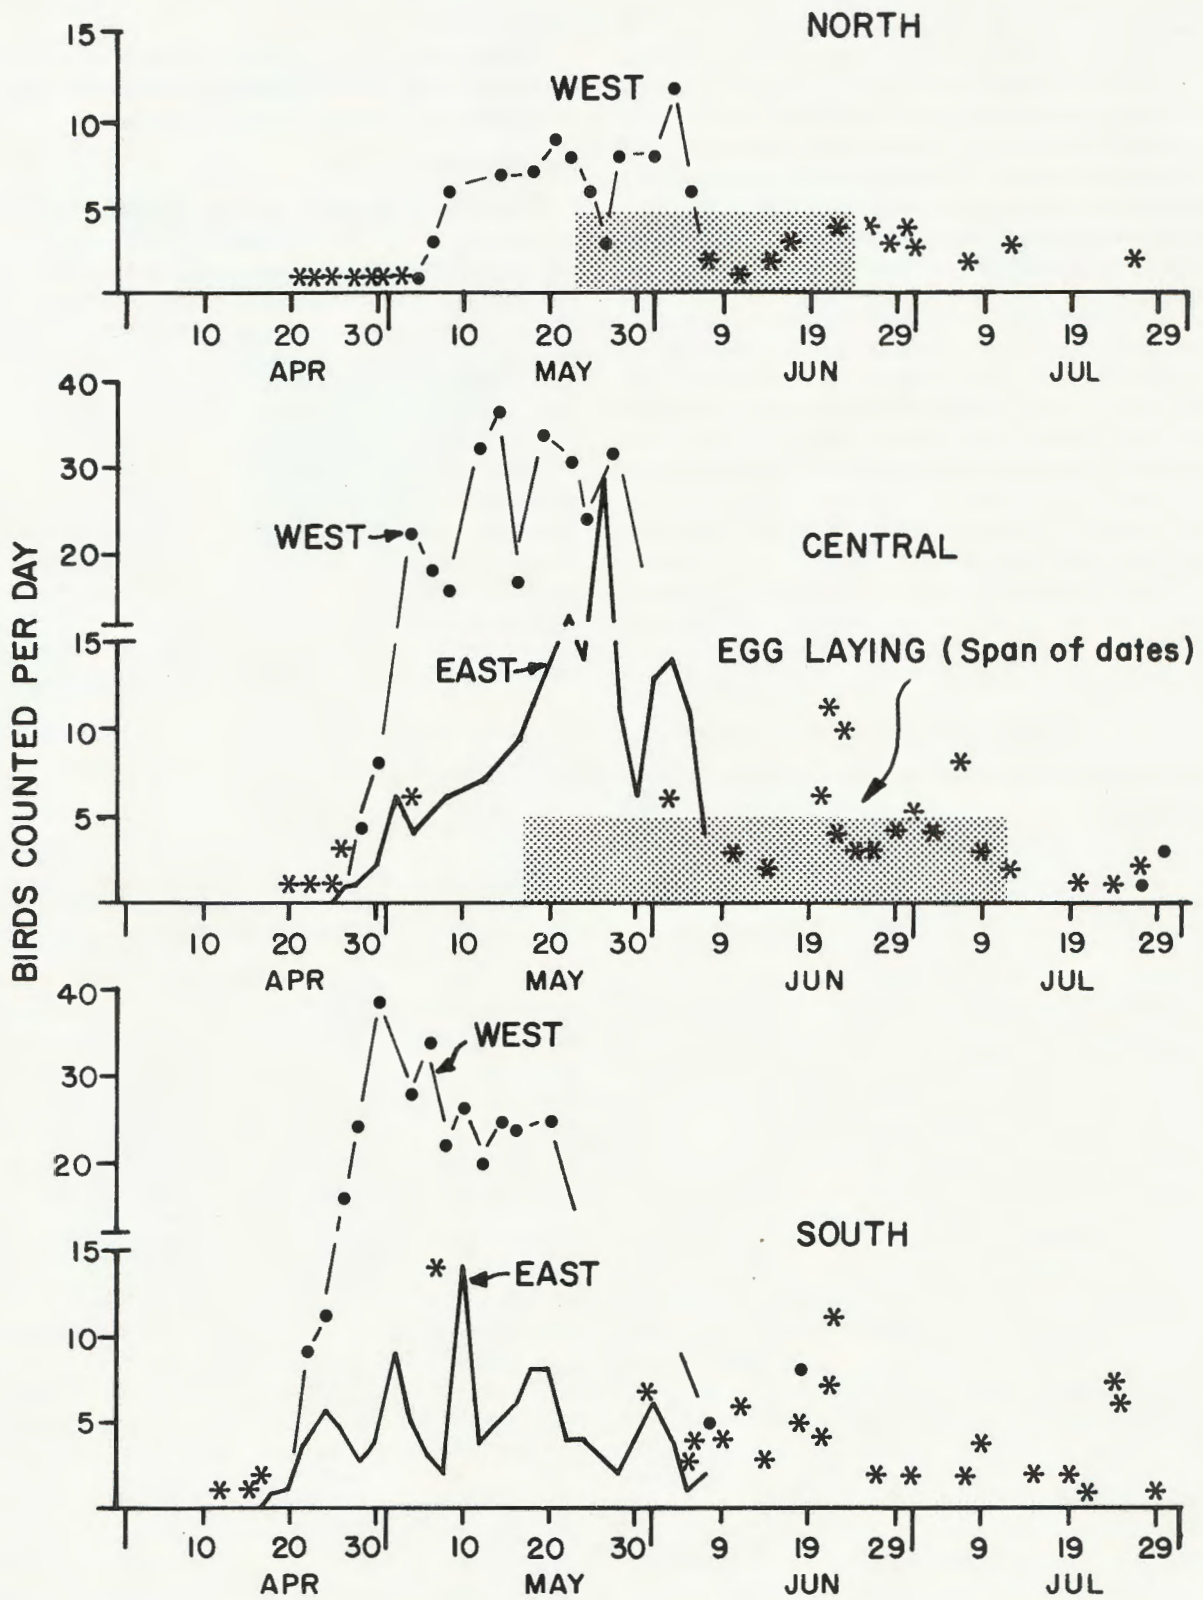 NORTH
15
WEST
10
5
10 20 30 10 20 30 9 19 29 9 19 29
APR MAY JUN JUL
BIRDS COUNTED PER DAY
40
30
WEST
CENTRAL
20
15
EAST
EGG LAYING (Span of dates)
10
5
10 20 30 10 20 30 9 19 29 9 19 29
APR MAY JUN JUL
40
WEST
30
20
SOUTH
15
EAST
10
5
10 20 30 10 20 30 9 19 29 9 19 29
APR MAY JUN JUL